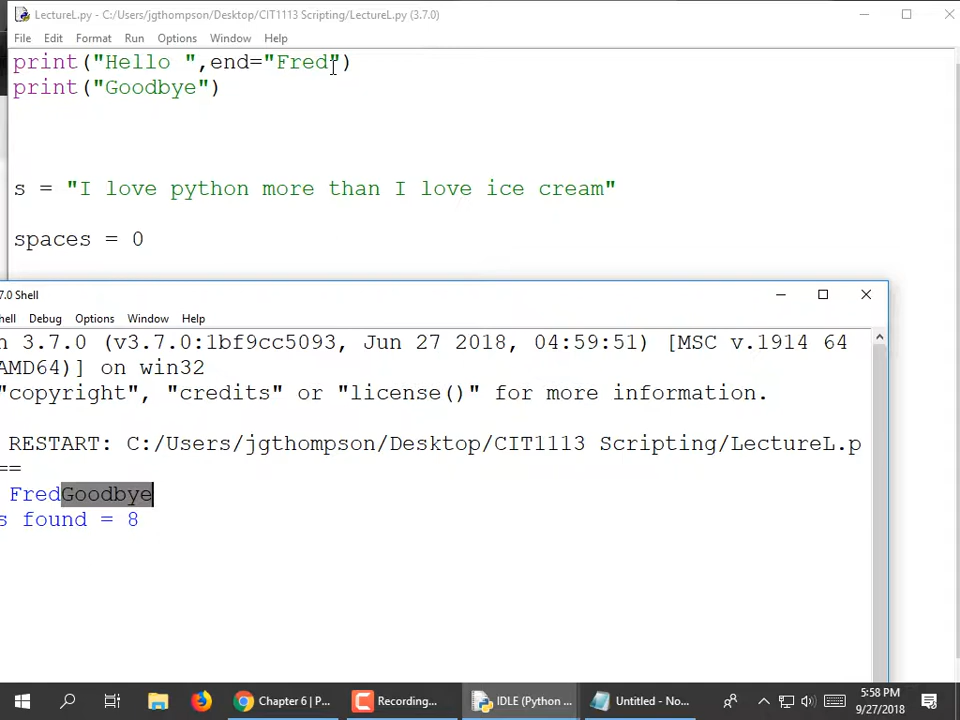 LectureL.py - C:/Users/jgthompson/Desktop/CIT1113 Scripting/LectureL.py (3.7.0)
File Edit Format Run Options Window Help
print("Hello ",end="Fred")
print("Goodbye")
s = "I love python more than I love ice cream"
spaces = 0
7.0 Shell
hell Debug Options Window Help
n 3.7.0 (v3.7.0:1bf9cc5093, Jun 27 2018, 04:59:51) [MSC v.1914 64
AMD64)] on win32
"copyright", "credits" or "license()" for more information.
RESTART: C:/Users/jgthompson/Desktop/CIT1113 Scripting/LectureL.p
==
FredGoodbye
s found = 8
Chapter 6 | P... Recording... IDLE (Python ... Untitled - No... 5:58 PM
9/27/2018